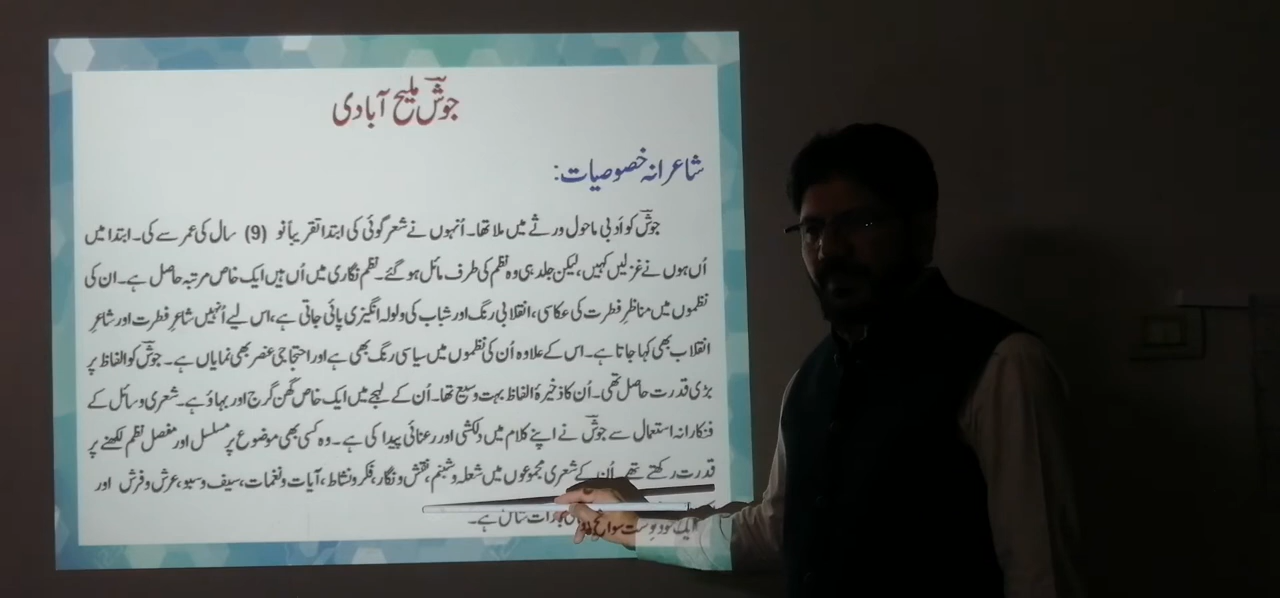 جوشؔ ملیح آبادی
شاعرانہ خصوصیات:
جوشؔ کو ادبی ماحول ورثے میں ملا تھا۔ اُنہوں نے شعر گوئی کی ابتدا تقریباً نو (9) سال کی عمر سے کی۔ ابتدا میں
اُں ہوں نے غزلیں کہیں، لیکن جلد ہی وہ نظم کی طرف مائل ہو گئے۔ نظم نگاری میں اُں ہیں ایک خاص مرتبہ حاصل ہے۔ ان کی
نظموں میں مناظرِ فطرت کی عکاسی، انقلابی رنگ اور شباب کی ولولہ انگیزی پائی جاتی ہے، اس لیے اُنہیں شاعرِ فطرت اور شاعرِ
انقلاب بھی کہا جاتا ہے۔ اس کے علاوہ اُن کی نظموں میں سیاسی رنگ بھی ہے اور احتجاجی عنصر بھی نمایاں ہے۔ جوشؔ کو الفاظ پر
بڑی قدرت حاصل تھی۔ اُن کا ذخیرۂ الفاظ بہت وسیع تھا۔ اُن کے لہجے میں ایک خاص گھن گرج اور بہاؤ ہے۔ شعری وسائل کے
فنکارانہ استعمال سے جوشؔ نے اپنے کلام میں دلکشی اور رعنائی پیدا کی ہے۔ وہ کسی بھی موضوع پر مسلسل اور مفصل نظم لکھنے پر
قدرت رکھتے تھے۔ اُن کے شعری مجموعوں میں شعلہ و شبنم، نقش و نگار، فکر و نشاط، آیات و نغمات، سیف و سبو، عرش و فرش اور
ایک خود نوشت سوانح ہے۔